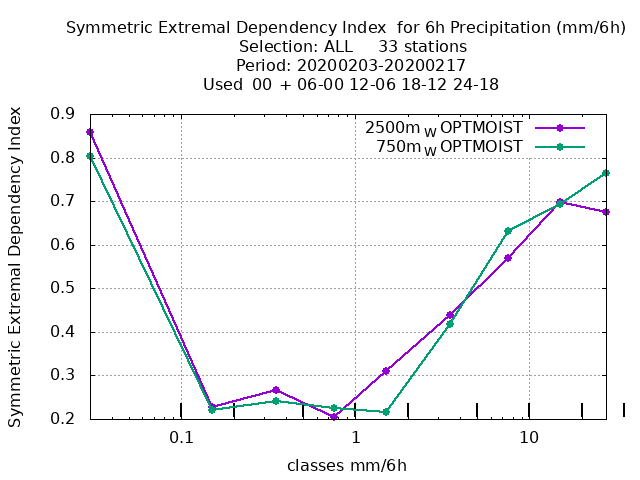 Symmetric Extremal Dependency Index  for 6h Precipitation (mm/6h)
Selection: ALL     33 stations
Period: 20200203-20200217
Used  00  + 06-00 12-06 18-12 24-18
Symmetric Extremal Dependency Index
0.9
0.8
0.7
0.6
0.5
0.4
0.3
0.2
2500m W OPTMOIST
750m W OPTMOIST
0.1 1 10
classes mm/6h